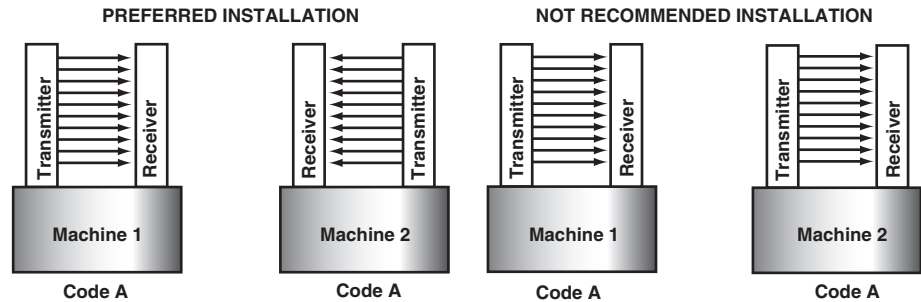 PREFERRED INSTALLATION
NOT RECOMMENDED INSTALLATION
Transmitter
Receiver
Receiver
Transmitter
Transmitter
Receiver
Transmitter
Receiver
Machine 1
Machine 2
Machine 1
Machine 2
Code A
Code A
Code A
Code A